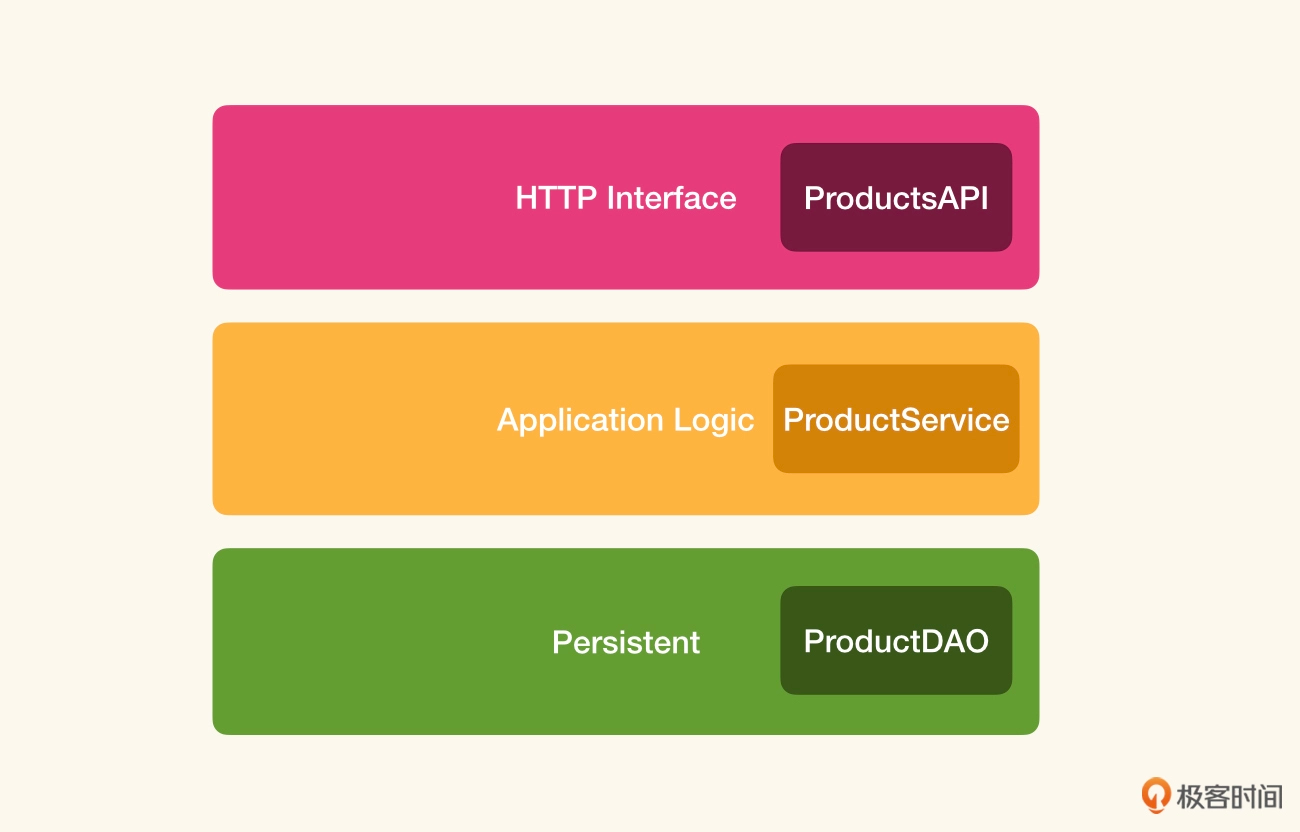 HTTP Interface
ProductsAPI
Application Logic
ProductService
Persistent
ProductDAO
极客时间